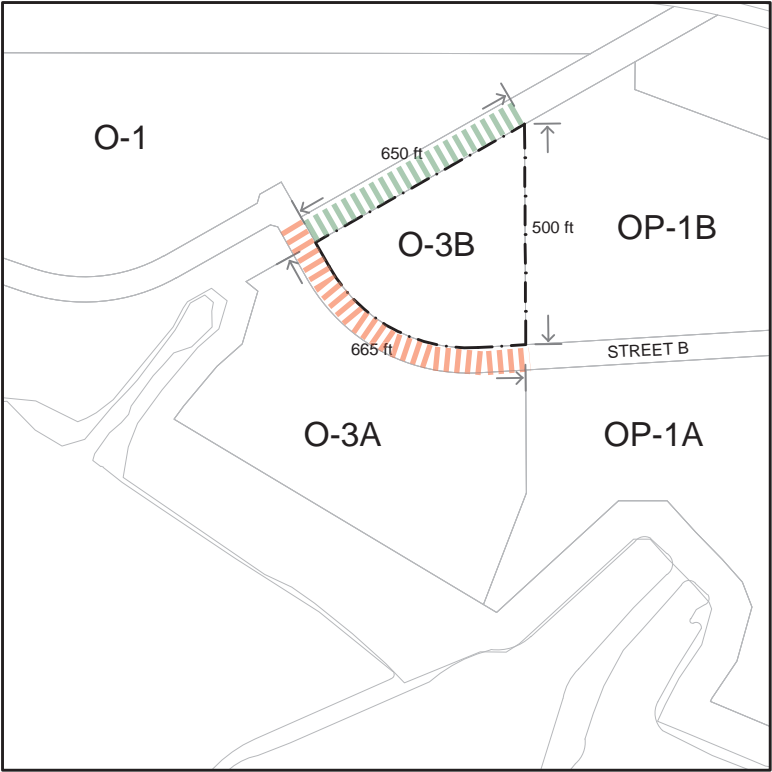 O-1
650 ft
O-3B
500 ft
OP-1B
665 ft
STREET B
O-3A
OP-1A